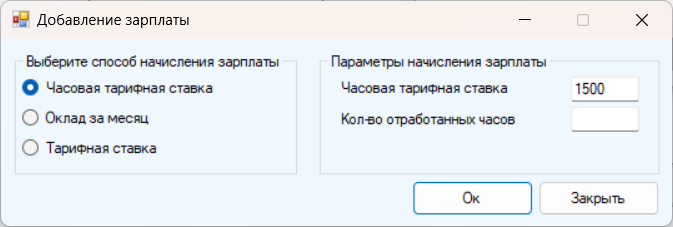 Добавление зарплаты
Выберите способ начисления зарплаты
Часовая тарифная ставка
Оклад за месяц
Тарифная ставка
Параметры начисления зарплаты
Часовая тарифная ставка 1500
Кол-во отработанных часов
Ок Закрыть